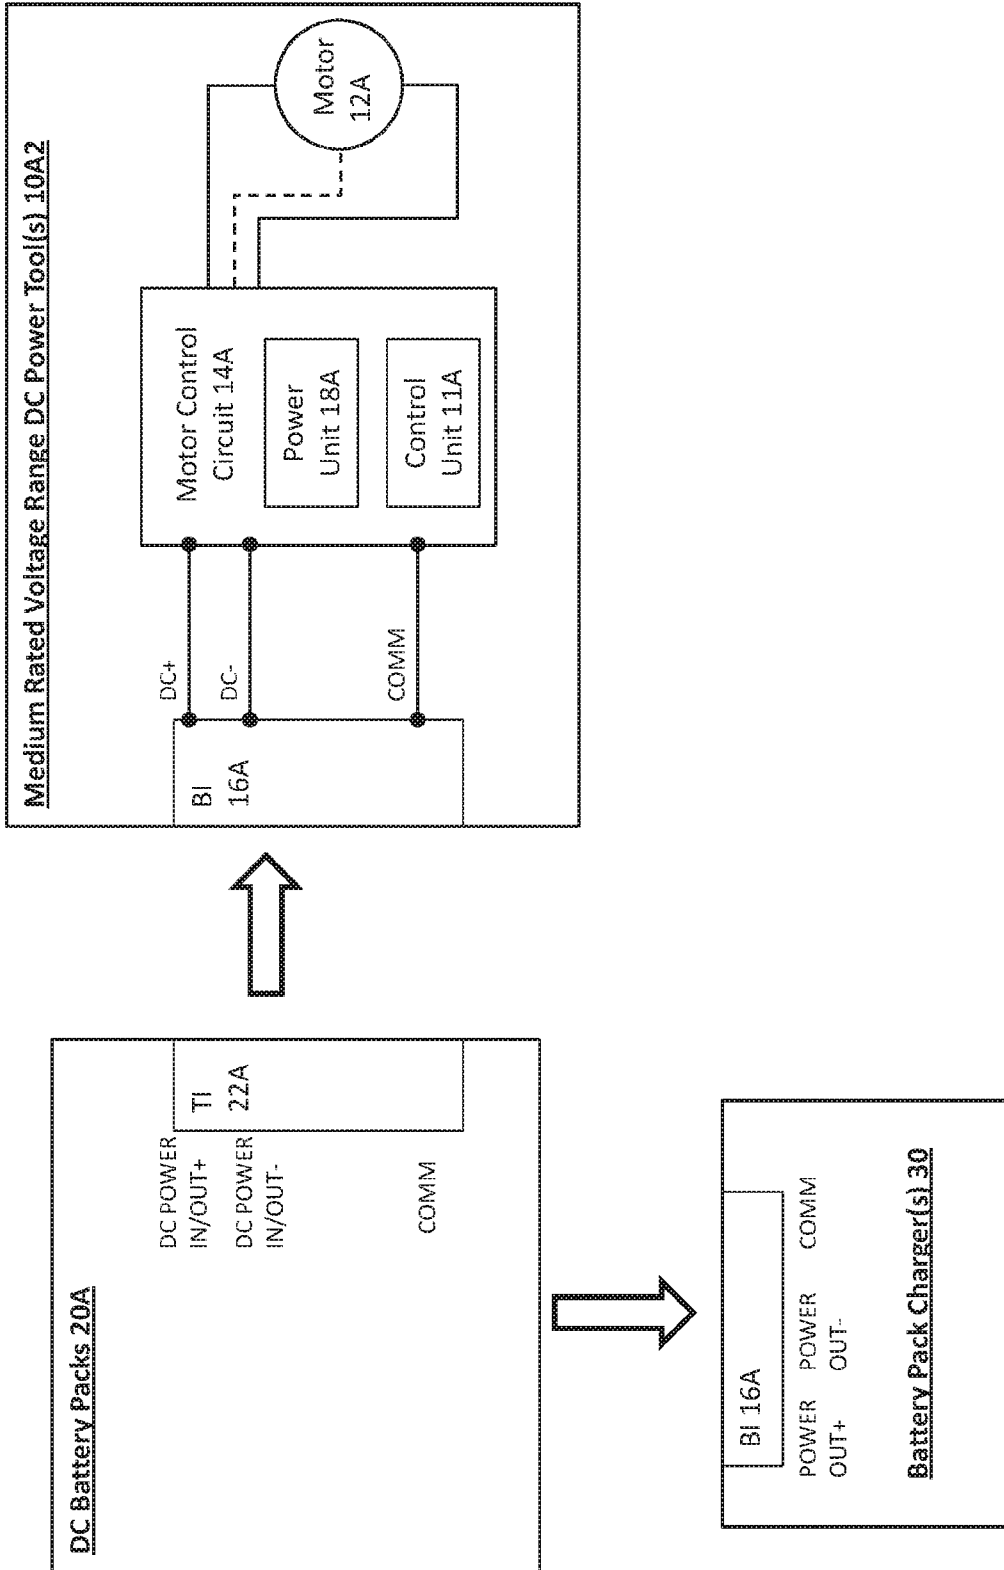 Medium Rated Voltage Range DC Power Tool(s) 10A2
BI
16A
DC+
DC-
COMM
Motor Control
Circuit 14A
Power
Unit 18A
Control
Unit 11A
Motor
12A
DC Battery Packs 20A
DC POWER
IN/OUT+
DC POWER
IN/OUT-
COMM
TI
22A
BI 16A
POWER
OUT+
POWER
OUT-
COMM
Battery Pack Charger(s) 30